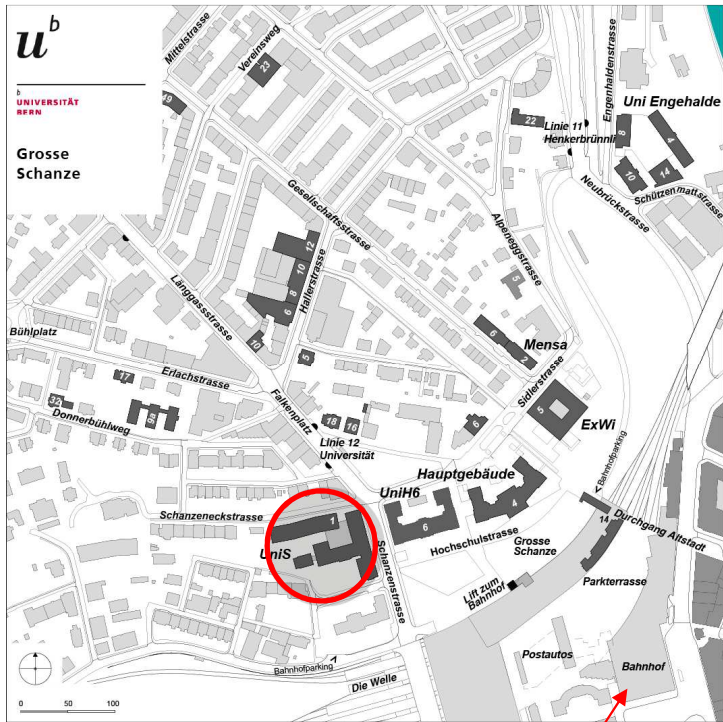 u^b
b
UNIVERSITÄT
BERN
Grosse
Schanze
Mittelstrasse
Vereinsweg
23
49
Gesellschaftsstrasse
22
Linie 11
Henkerbrünnli
Engehaldenstrasse
Uni Engehalde
8
4
10
14
Schützenmattstrasse
Neubrückstrasse
Alpeneggstrasse
5
12
10
8
6
Hallerstrasse
Länggassstrasse
10
6
2
Mensa
Sidlerstrasse
Bühlplatz
Erlachstrasse
17
32
9a
Donnerbühlweg
5
Falkenplatz
18
16
Linie 12
Universität
6
5
ExWi
Hauptgebäude
4
UniH6
6
< Bahnhofparking
Schanzeneckstrasse
1
UniS
Schanzenstrasse
Hochschulstrasse
Grosse
Schanze
14
Durchgang Altstadt
Parkterrasse
Lift zum
Bahnhof
Postautos
Bahnhof
Bahnhofparking >
Die Welle
0 50 100